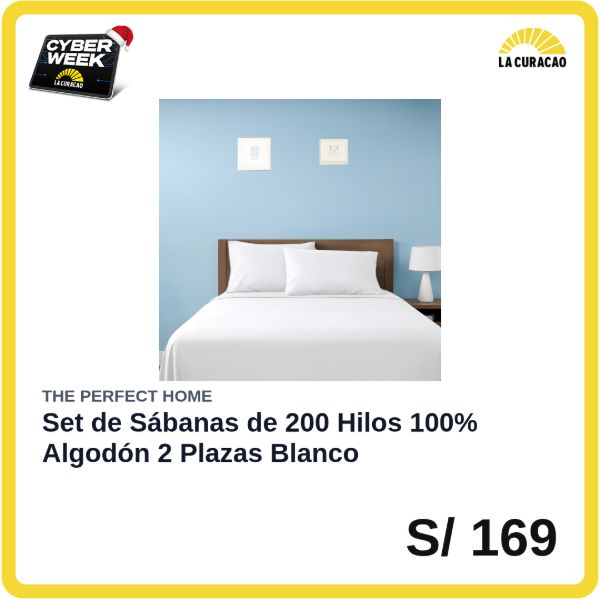 CYBER
WEEK
LA CURACAO
LA CURACAO
THE PERFECT HOME
Set de Sábanas de 200 Hilos 100%
Algodón 2 Plazas Blanco
S/ 169